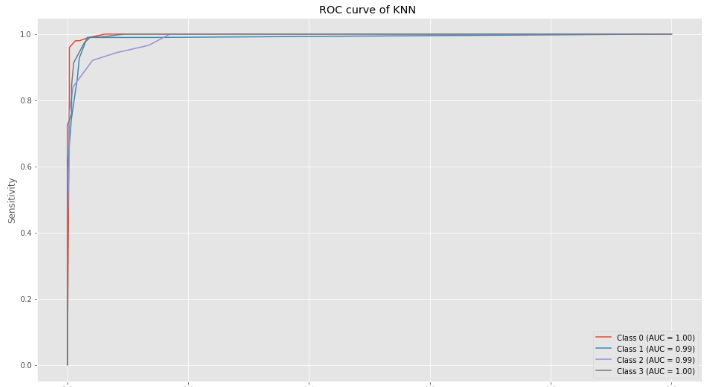 ROC curve of KNN
1.0
0.8
0.6
0.4
0.2
0.0
Sensitivity
Class 0 (AUC = 1.00)
Class 1 (AUC = 0.99)
Class 2 (AUC = 0.99)
Class 3 (AUC = 1.00)